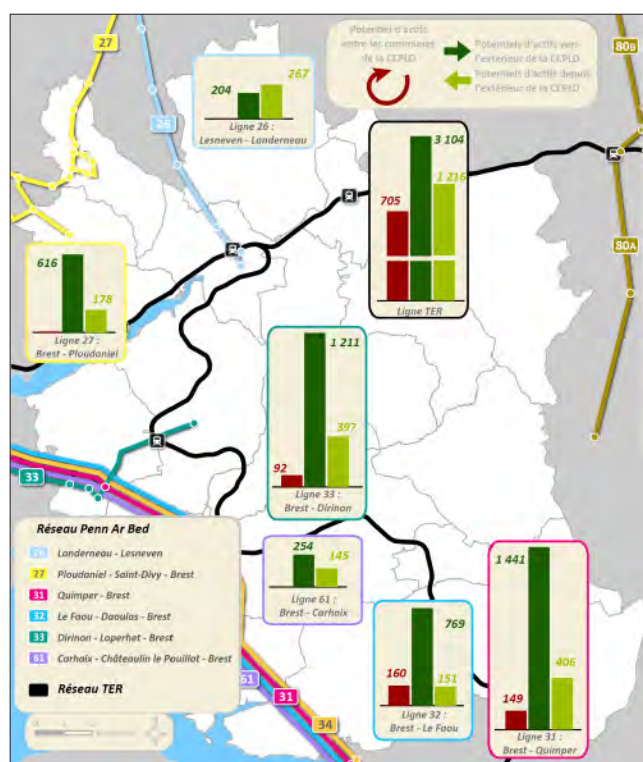 27
80B
Potentiel d'actifs
entre les communes
de la CCPLD
Potentiels d'actifs vers
l'extérieur de la CCPLD
Potentiels d'actifs depuis
l'extérieur de la CCPLD
204
267
Ligne 26 :
Lesneven - Landerneau
26
705
3 104
1 216
Ligne TER
80A
616
178
Ligne 27 :
Brest - Ploudaniel
92
1 211
397
Ligne 33 :
Brest - Dirinon
33
Réseau Penn Ar Bed
26 Landerneau - Lesneven
27 Ploudaniel - Saint-Divy - Brest
31 Quimper - Brest
32 Le Faou - Daoulas - Brest
33 Dirinon - Loperhet - Brest
61 Carhaix - Châteaulin le Pouillot - Brest
Réseau TER
254
145
Ligne 61 :
Brest - Carhaix
160
769
151
Ligne 32 :
Brest - Le Faou
149
1 441
406
Ligne 31 :
Brest - Quimper
61
31
34